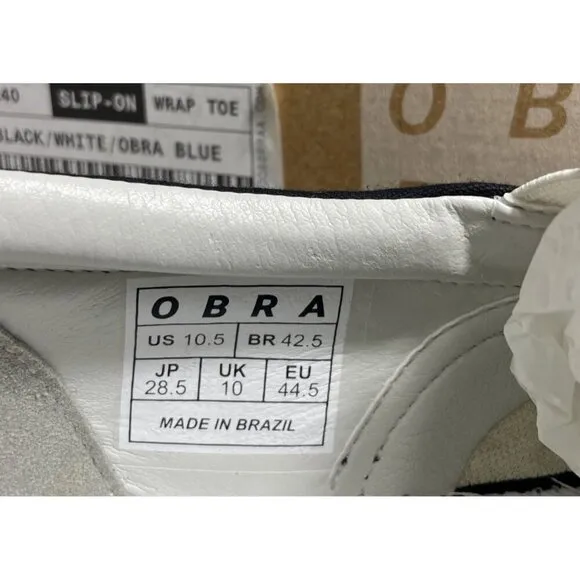 40 SLIP-ON WRAP TOE
BLACK/WHITE/OBRA BLUE
O B
O B R A
US 10.5 BR 42.5
JP UK EU
28.5 10 44.5
MADE IN BRAZIL